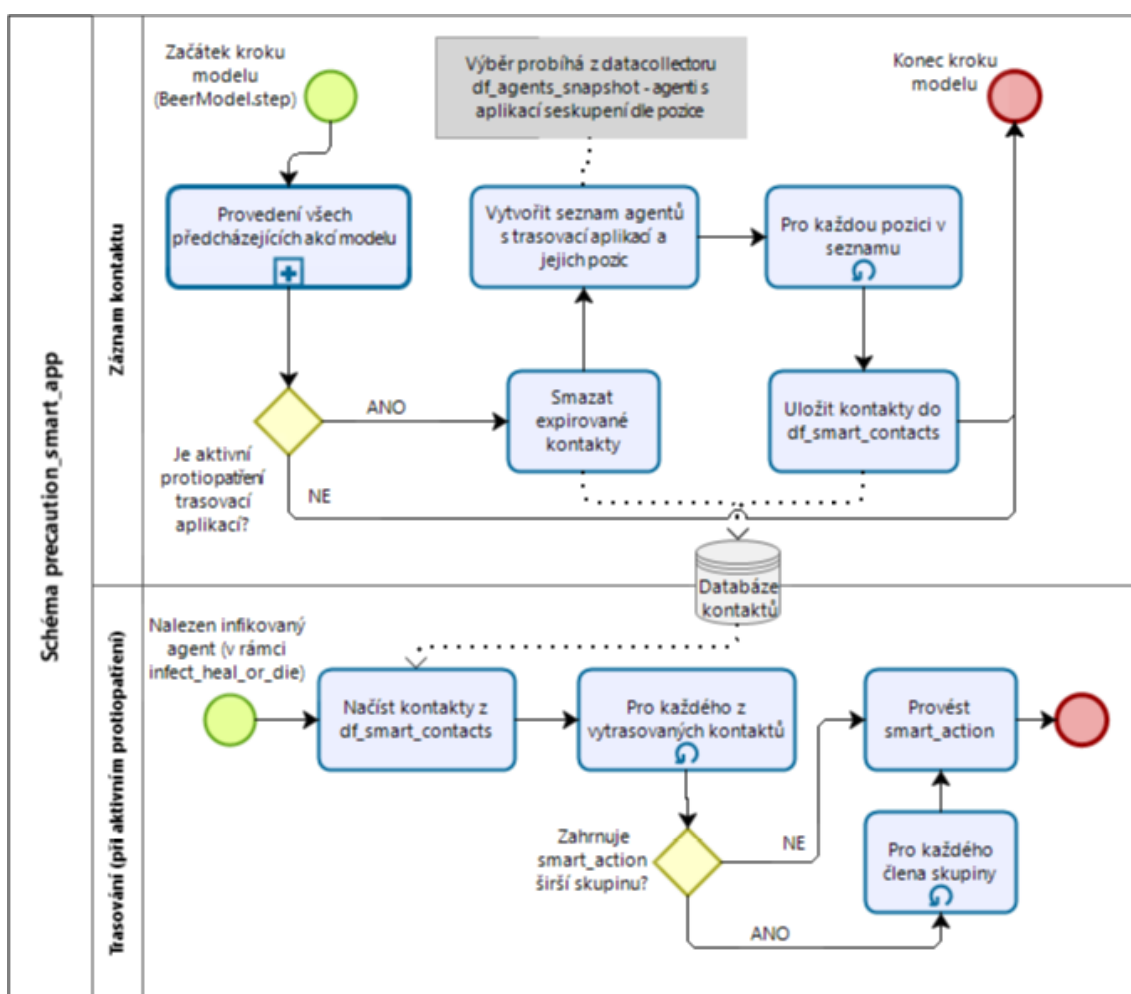 Schéma precaution_smart_app
Záznam kontaktu
Začátek kroku
modelu
(BeerModel.step)
Výběr probíhá z datacollectoru
df_agents_snapshot - agenti s
aplikací seskupení dle pozice
Konec kroku
modelu
Provedení všech
předcházejících akcí modelu
Vytvořit seznam agentů
s trasovací aplikací a
jejich pozic
Pro každou pozici v
seznamu
Je aktivní
protiopatření
trasovací
aplikací?
ANO
NE
Smazat
expirované
kontakty
Uložit kontakty do
df_smart_contacts
Databáze
kontaktů
Trasování (při aktivním protiopatření)
Nalezen infikovaný
agent (v rámci
infect_heal_or_die)
Načíst kontakty z
df_smart_contacts
Pro každého z
vytrasovaných kontaktů
Provést
smart_action
Zahrnuje
smart_action
širší skupinu?
NE
ANO
Pro každého
člena skupiny